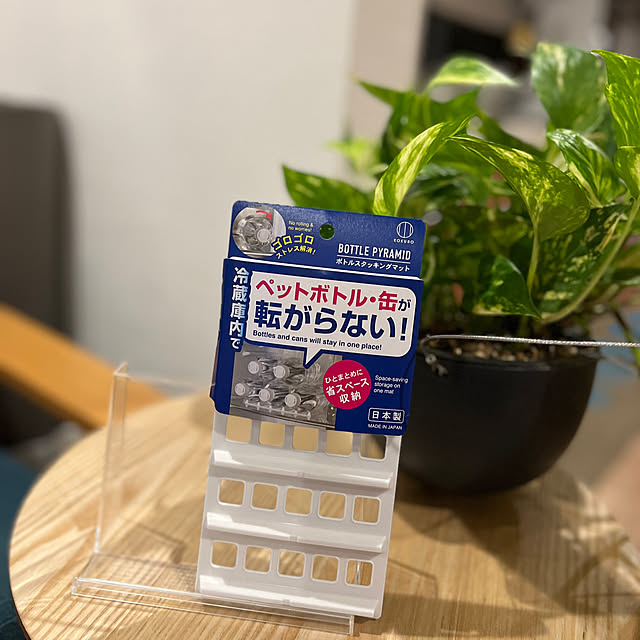 No rolling &
no worries!
ゴロゴロ
ストレス解消!
KOKUBO
BOTTLE PYRAMID
ボトルスタッキングマット
冷蔵庫内で
ペットボトル・缶が
転がらない!
Bottles and cans will stay in one place!
ひとまとめに
省スペース
収納
Space-saving
storage on
one mat
日本製
MADE IN JAPAN